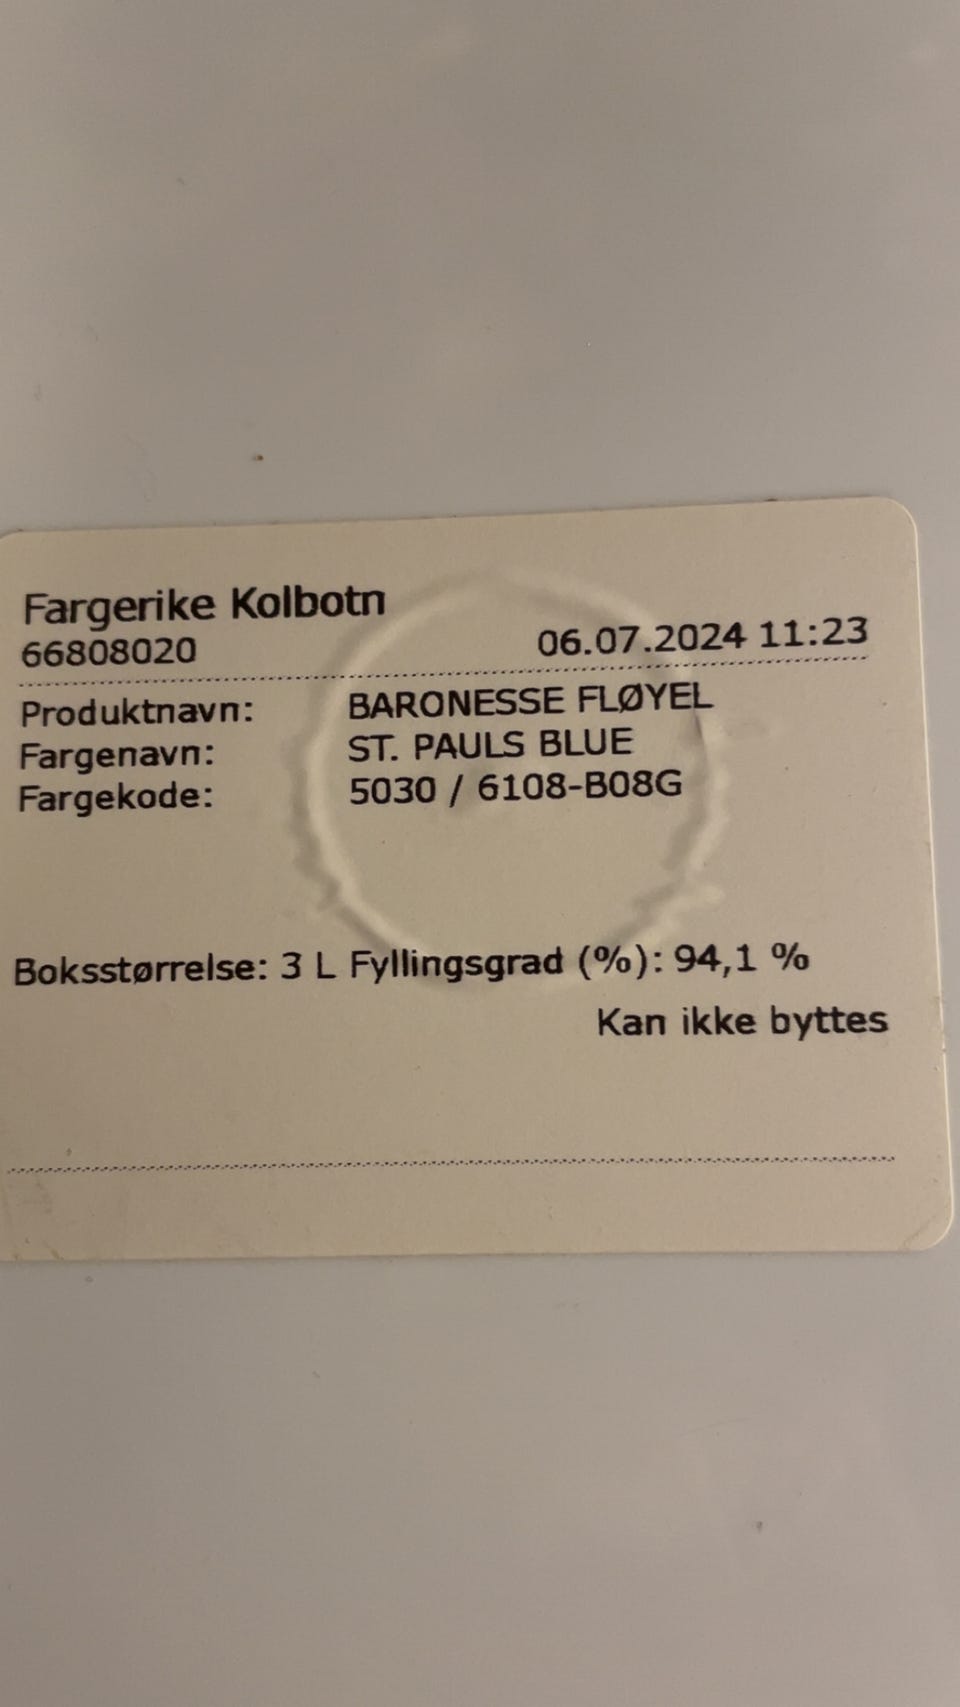 Fargerike Kolbotn
66808020 06.07.2024 11:23
Produktnavn: BARONESSE FLØYEL
Fargenavn: ST. PAULS BLUE
Fargekode: 5030 / 6108-B08G
Boksstørrelse: 3 L Fyllingsgrad (%): 94,1 %
Kan ikke byttes